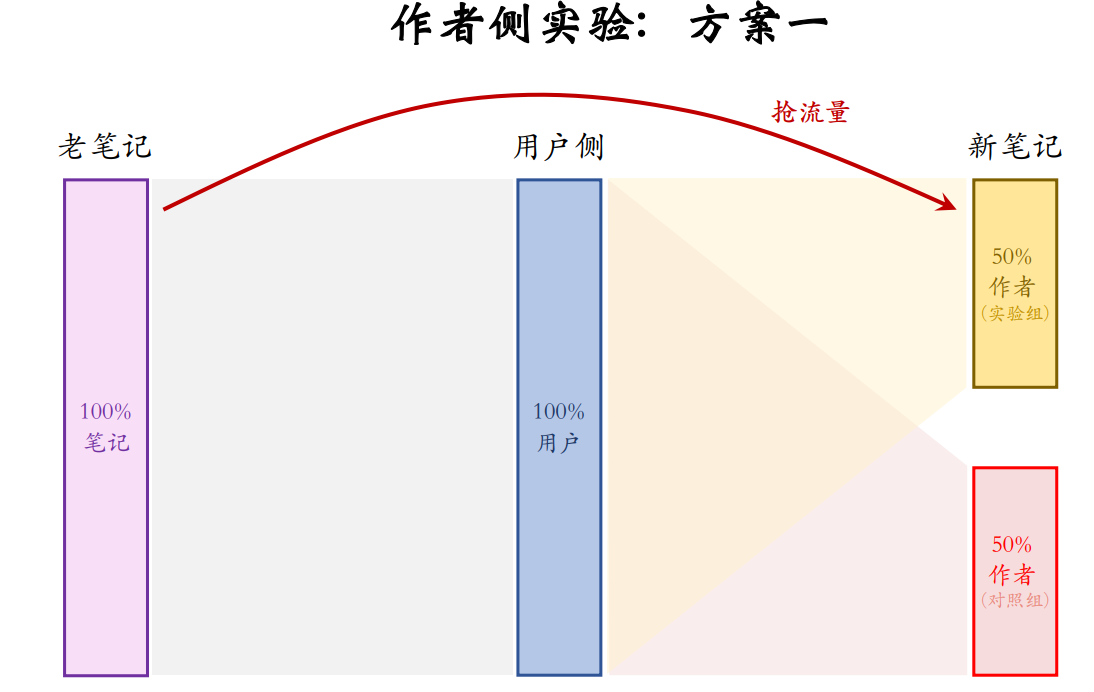 作者侧实验：方案一
抢流量
老笔记
用户侧
新笔记
100%
笔记
100%
用户
50%
作者
（实验组）
50%
作者
（对照组）